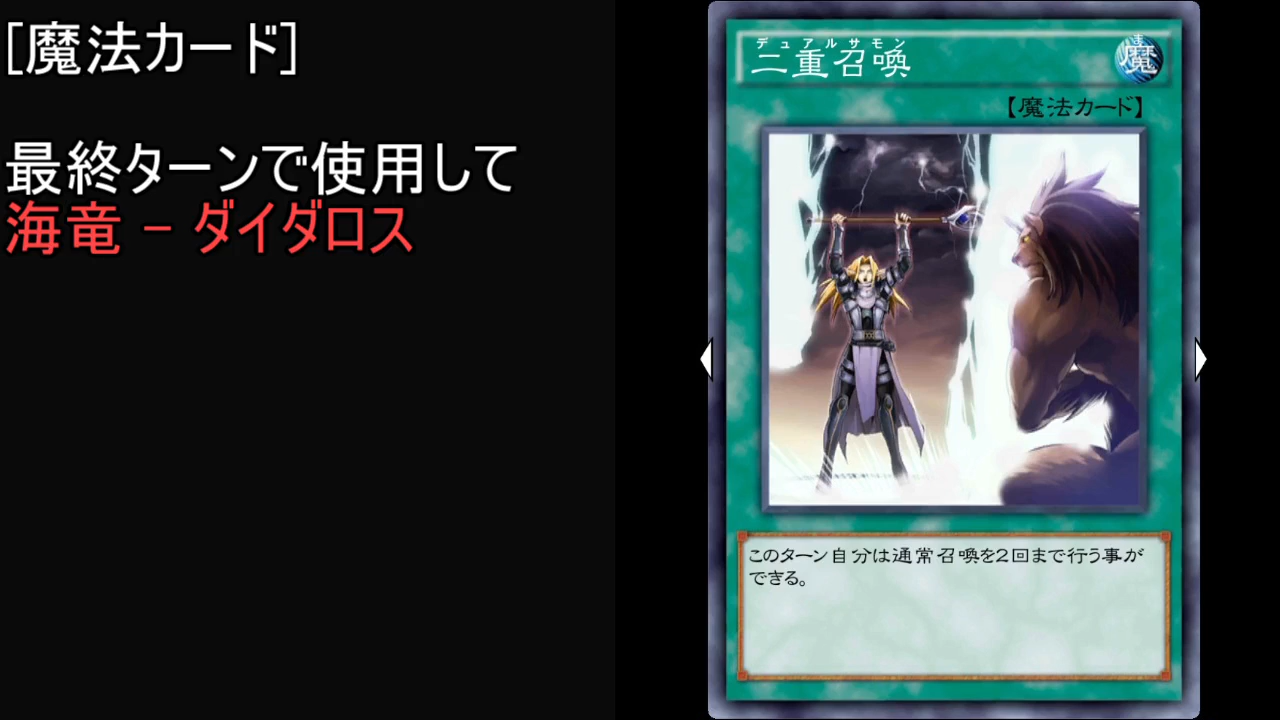 [魔法カード]
最終ターンで使用して
海竜 − ダイダロス
デュアルサモン
二重召喚
ま
魔
【魔法カード】
このターン自分は通常召喚を2回まで行う事が
できる。